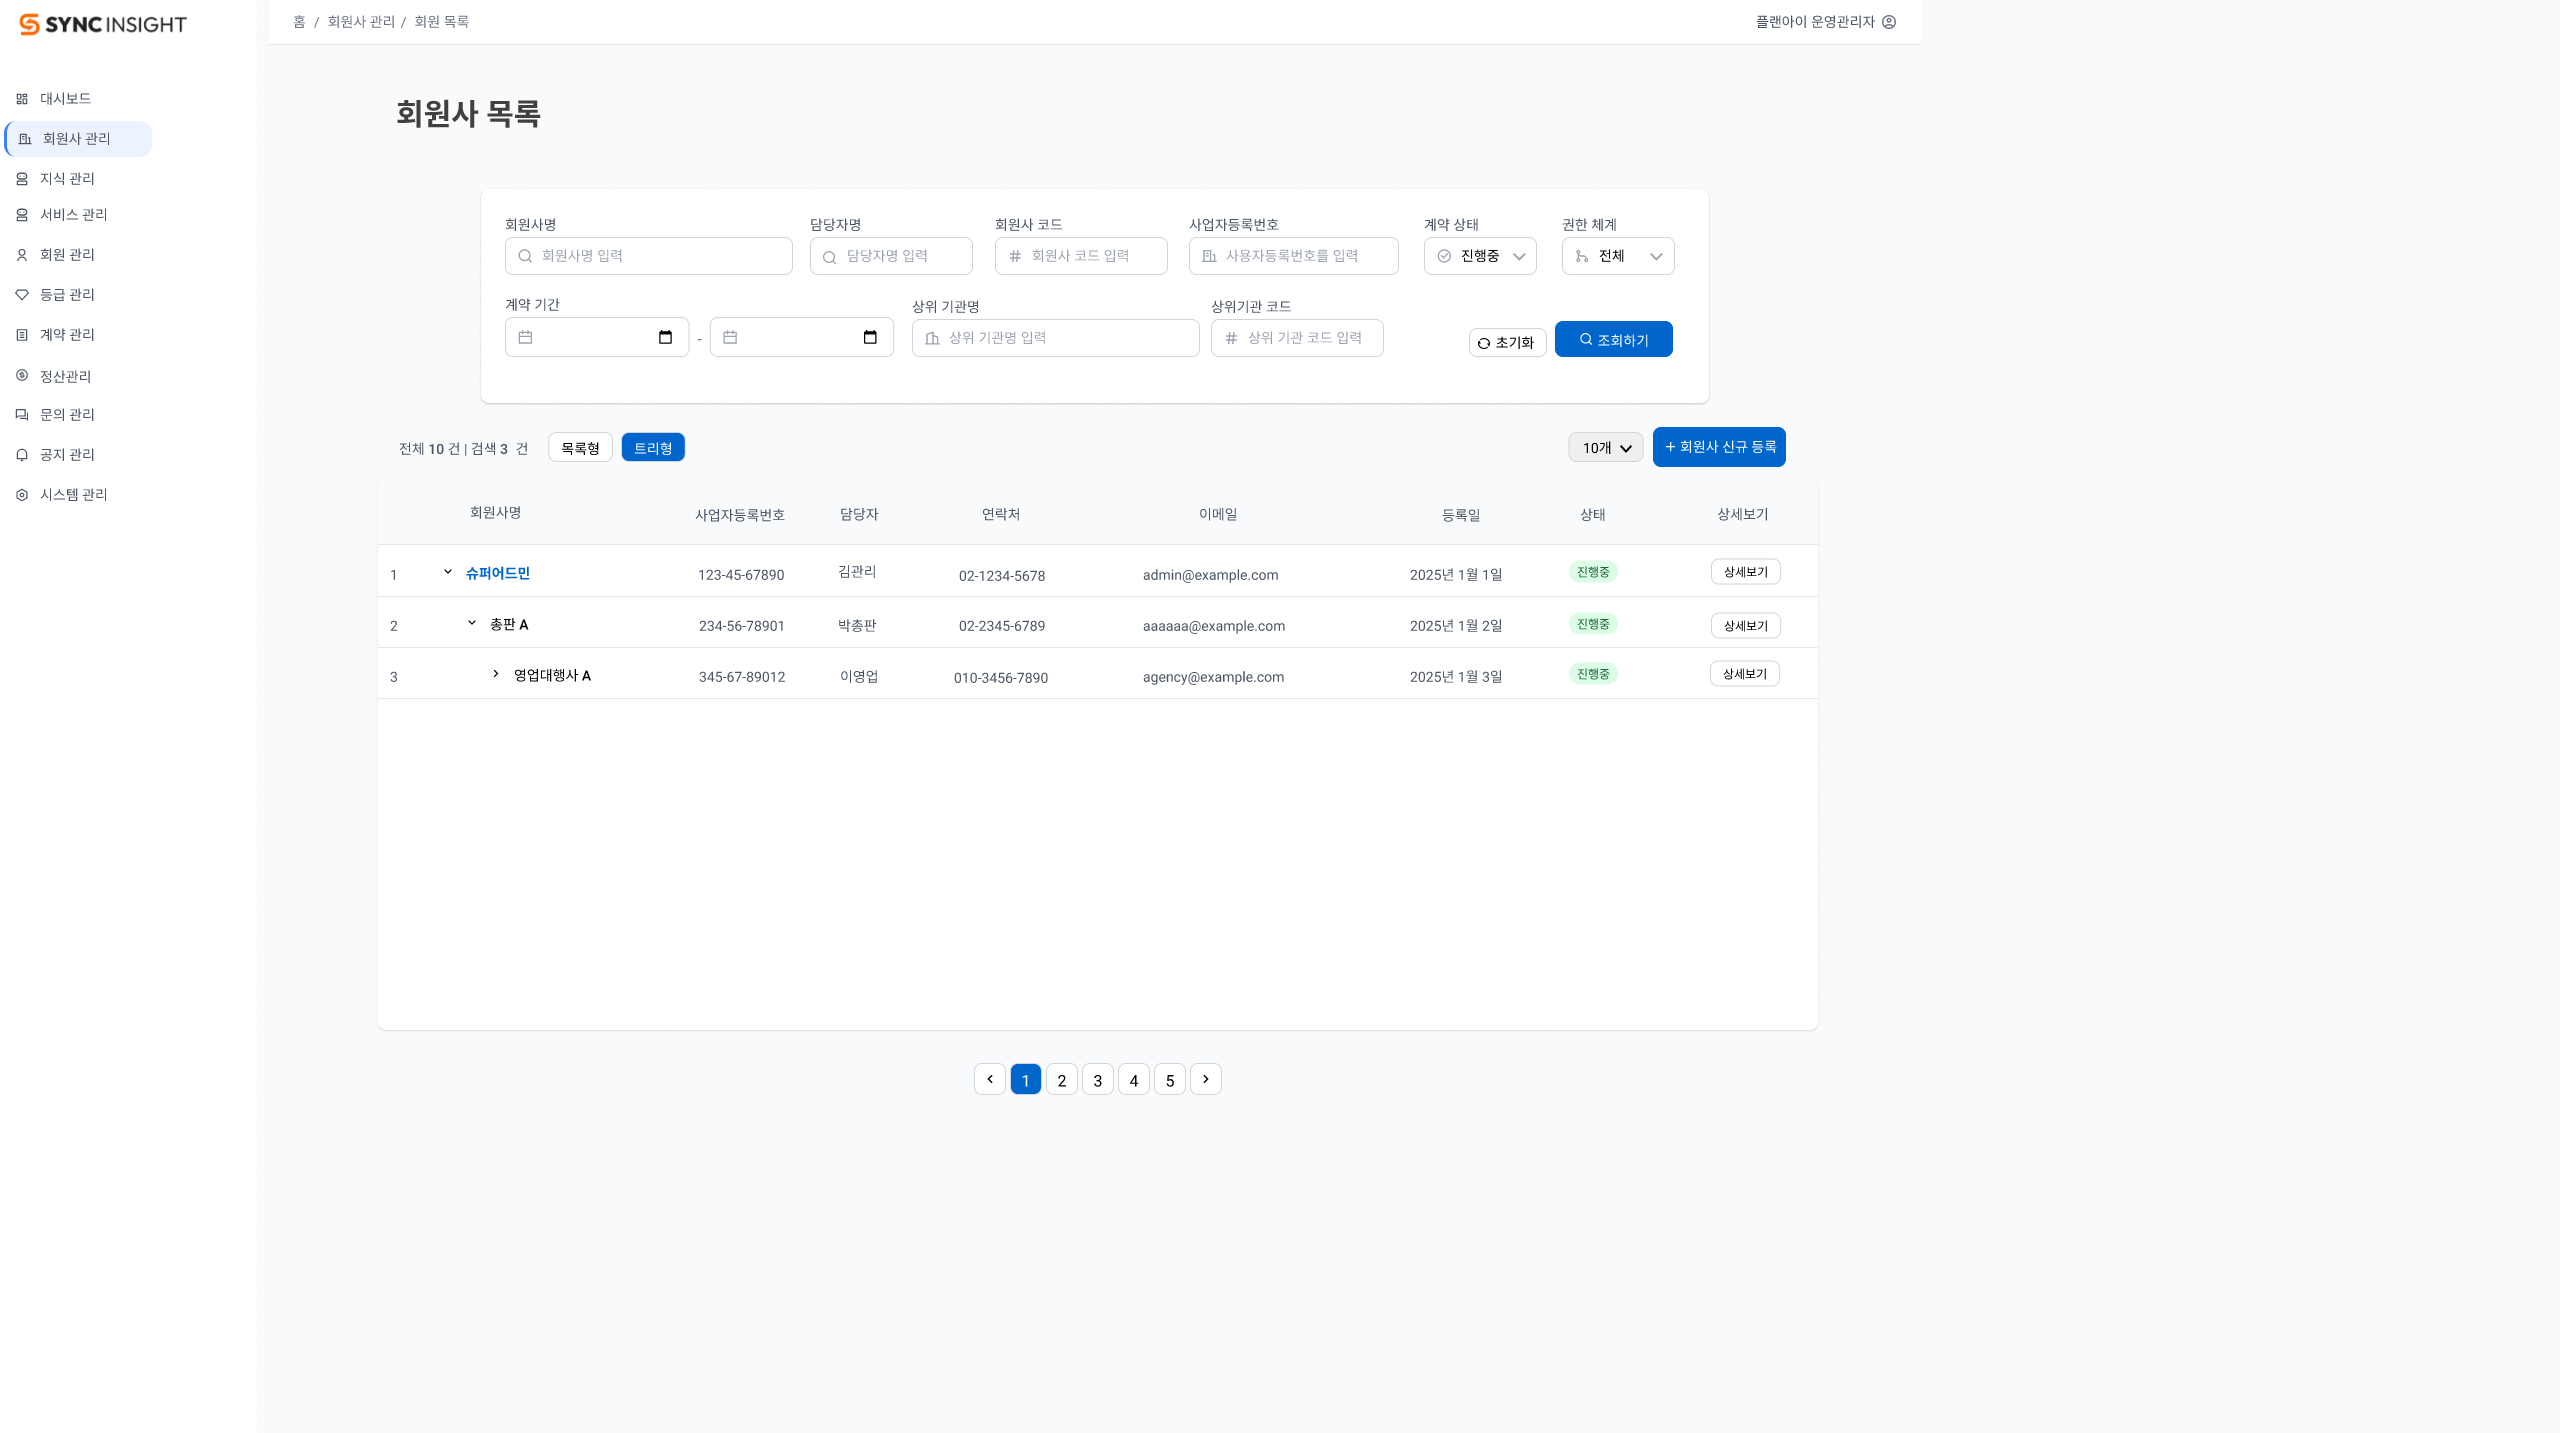 SYNC INSIGHT
홈 / 회원사 관리 / 회원 목록
플랜아이 운영관리자
대시보드
회원사 관리
지식 관리
서비스 관리
회원 관리
등급 관리
계약 관리
정산관리
문의 관리
공지 관리
시스템 관리
회원사 목록
회원사명 담당자명 회원사 코드 사업자등록번호 계약 상태 권한 체계
회원사명 입력 담당자명 입력 회원사 코드 입력 사용자등록번호를 입력 진행중 전체
계약 기간 상위 기관명 상위기관 코드
- 상위 기관명 입력 상위 기관 코드 입력 초기화 조회하기
전체 10 건 | 검색 3 건 목록형 트리형 10개 + 회원사 신규 등록
회원사명 사업자등록번호 담당자 연락처 이메일 등록일 상태 상세보기
1 슈퍼어드민 123-45-67890 김관리 02-1234-5678 admin@example.com 2025년 1월 1일 진행중 상세보기
2 총판 A 234-56-78901 박총판 02-2345-6789 aaaaaa@example.com 2025년 1월 2일 진행중 상세보기
3 영업대행사 A 345-67-89012 이영업 010-3456-7890 agency@example.com 2025년 1월 3일 진행중 상세보기
1 2 3 4 5